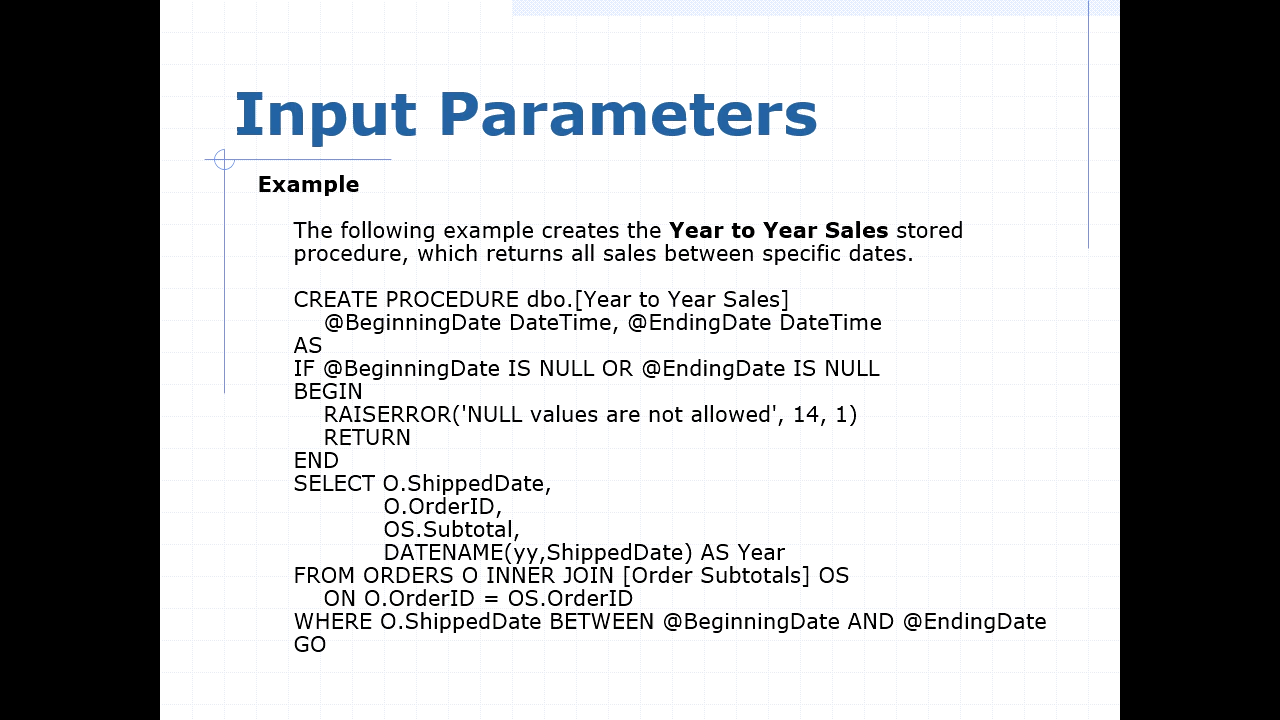 Input Parameters
Example
The following example creates the Year to Year Sales stored
procedure, which returns all sales between specific dates.
CREATE PROCEDURE dbo.[Year to Year Sales]
@BeginningDate DateTime, @EndingDate DateTime
AS
IF @BeginningDate IS NULL OR @EndingDate IS NULL
BEGIN
RAISERROR('NULL values are not allowed', 14, 1)
RETURN
END
SELECT O.ShippedDate,
O.OrderID,
OS.Subtotal,
DATENAME(yy,ShippedDate) AS Year
FROM ORDERS O INNER JOIN [Order Subtotals] OS
ON O.OrderID = OS.OrderID
WHERE O.ShippedDate BETWEEN @BeginningDate AND @EndingDate
GO